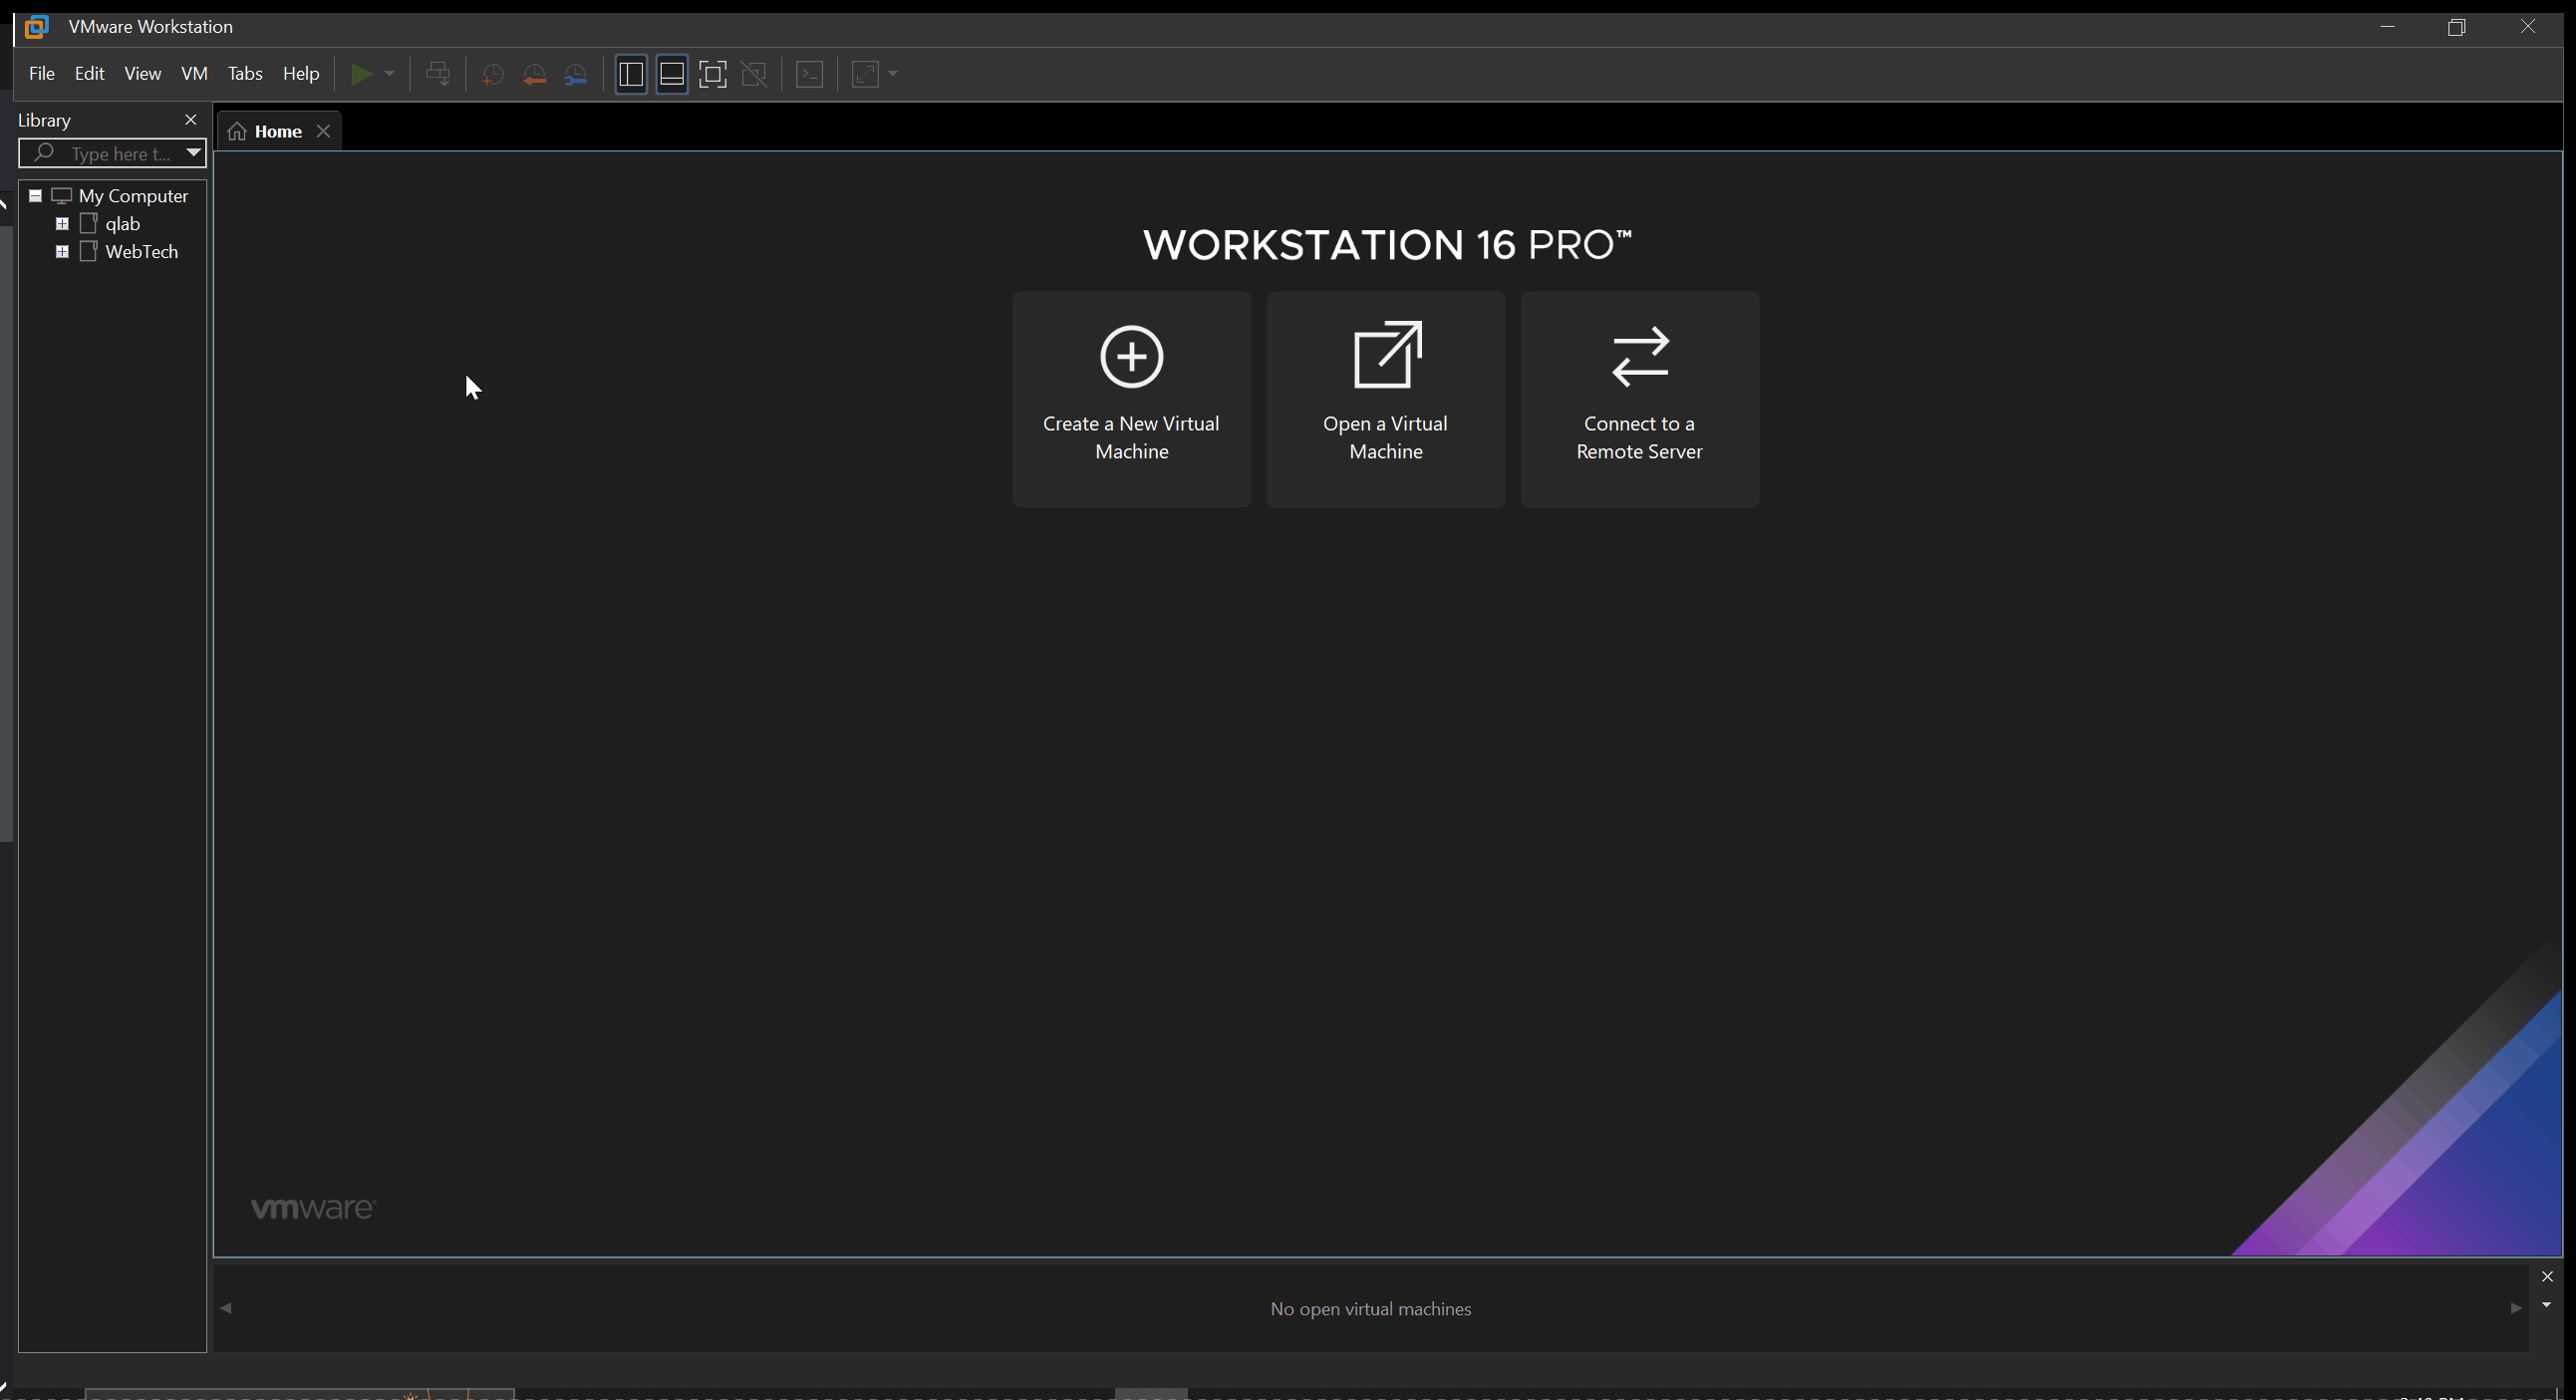 VMware Workstation
File Edit View VM Tabs Help
Library
Home
Type here t...
My Computer
qlab
WebTech
WORKSTATION 16 PRO™
Create a New Virtual
Machine
Open a Virtual
Machine
Connect to a
Remote Server
vmware
No open virtual machines